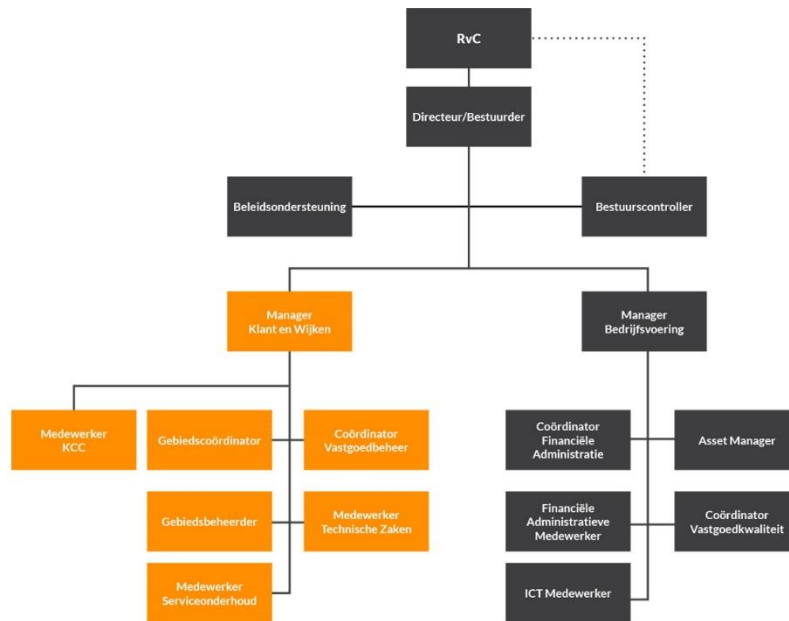 RvC
Directeur/Bestuurder
Beleidsondersteuning
Bestuurscontroller
Manager
Klant en Wijken
Manager
Bedrijfsvoering
Medewerker
KCC
Gebiedscoördinator
Coördinator
Vastgoedbeheer
Coördinator
Financiële
Administratie
Asset Manager
Gebiedsbeheerder
Medewerker
Technische Zaken
Financiële
Administratieve
Medewerker
Coördinator
Vastgoedkwaliteit
Medewerker
Serviceonderhoud
ICT Medewerker